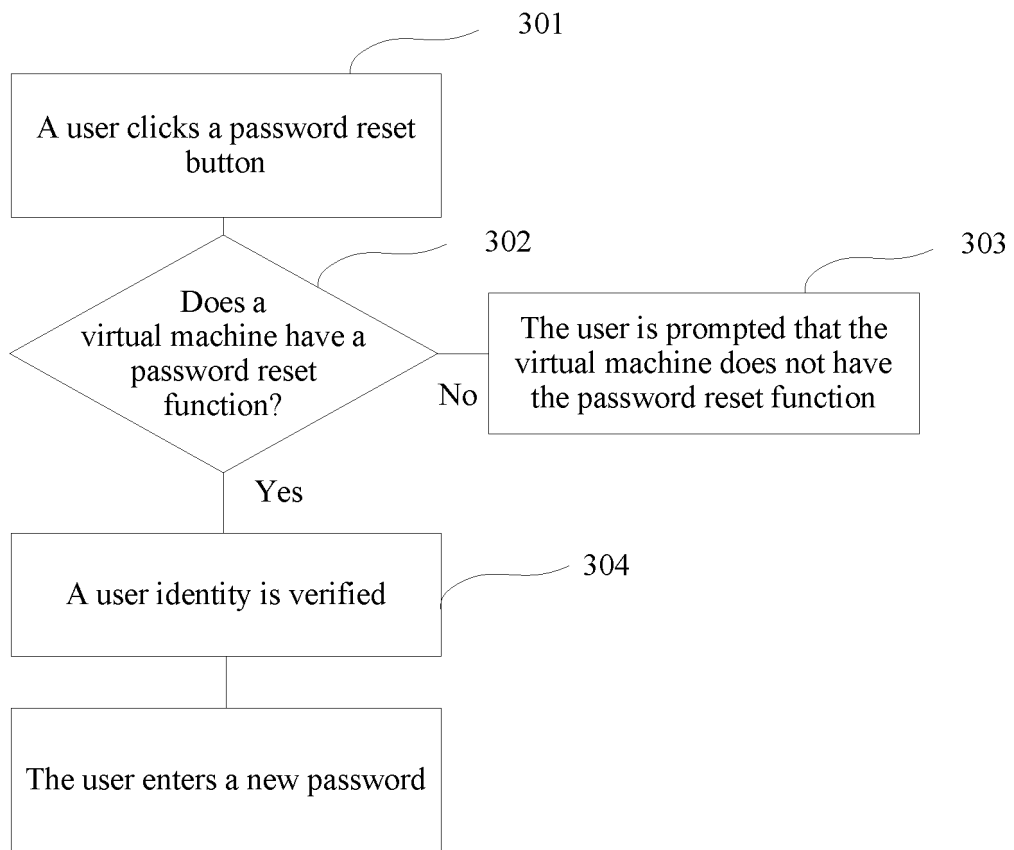 301
A user clicks a password reset
button
302
303
Does a
virtual machine have a
password reset
function?
The user is prompted that the
virtual machine does not have
the password reset function
No
Yes
304
A user identity is verified
The user enters a new password